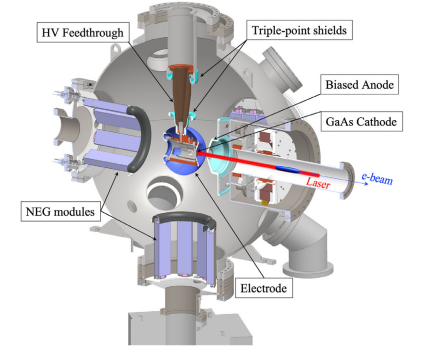 HV Feedthrough
Triple-point shields
Biased Anode
GaAs Cathode
Laser
e-beam
NEG modules
Electrode